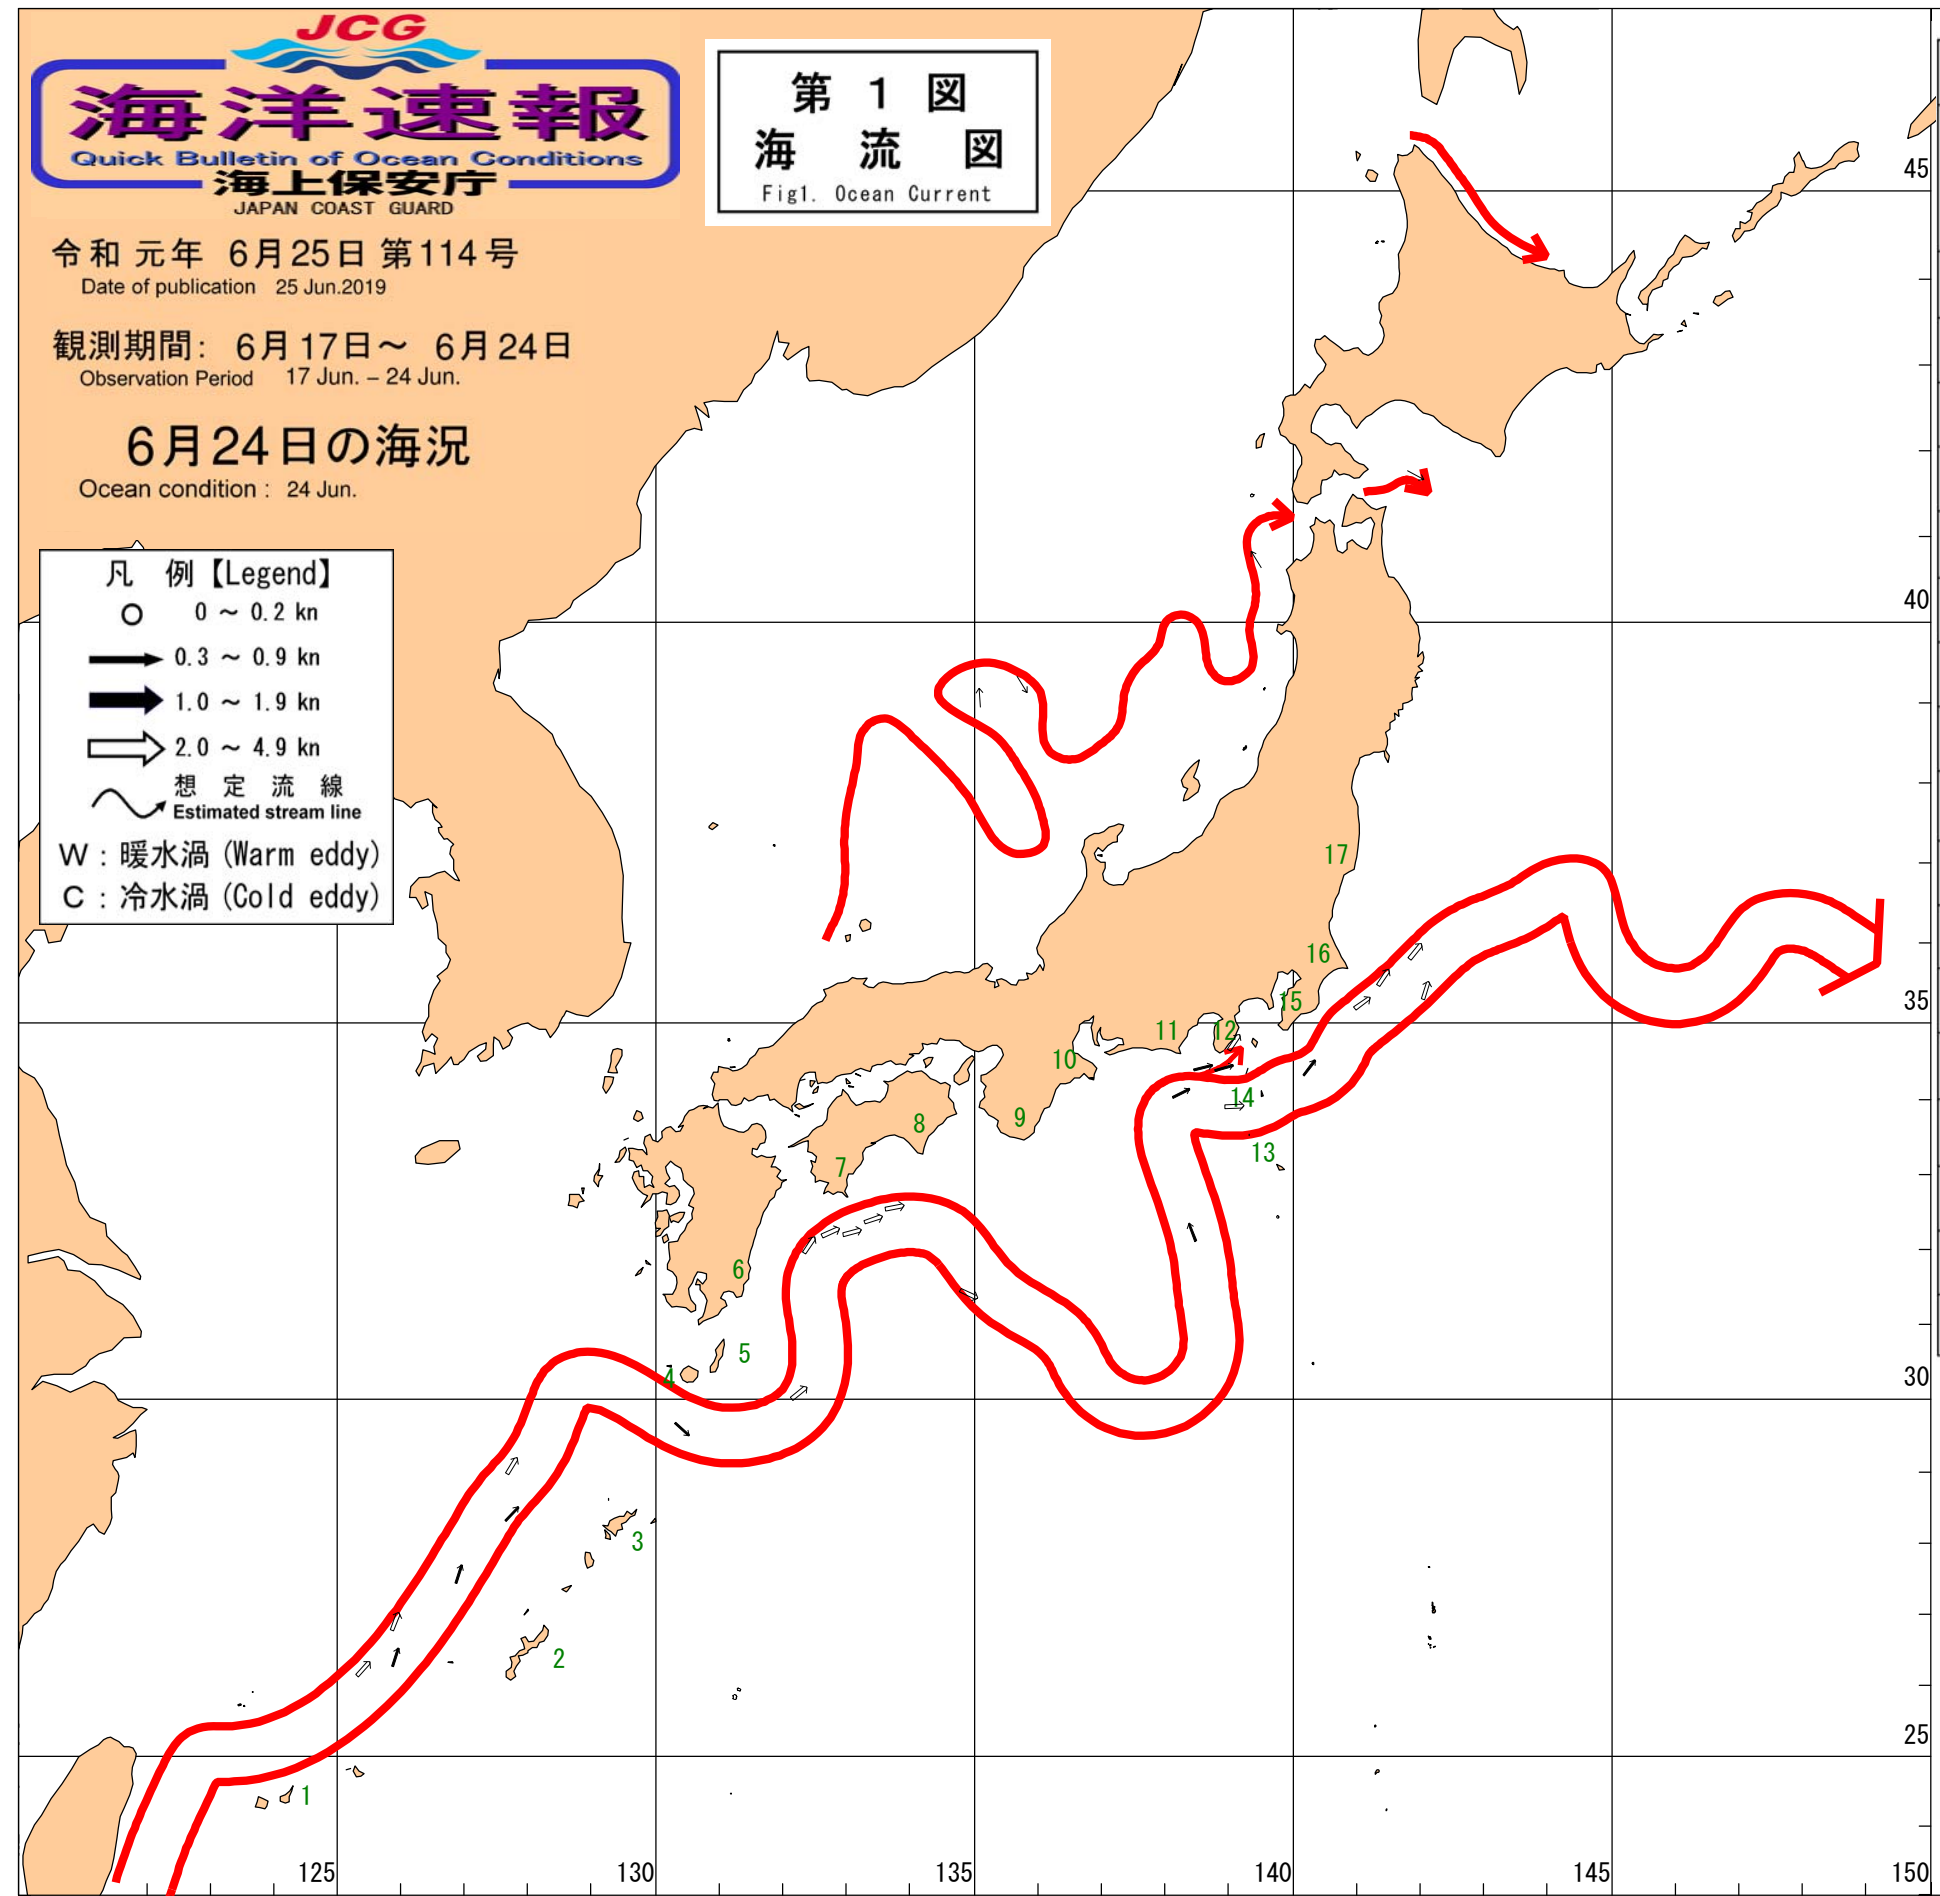 JCG
海洋速報
Quick Bulletin of Ocean Conditions
海上保安庁
JAPAN COAST GUARD
令和 元年 6月25日 第114号
Date of publication 25 Jun.2019
観測期間: 6月17日～ 6月24日
Observation Period 17 Jun. – 24 Jun.
6月24日の海況
Ocean condition : 24 Jun.
第 1 図
海 流 図
Fig1. Ocean Current
凡 例【Legend】
0 ～ 0.2 kn
0.3 ～ 0.9 kn
1.0 ～ 1.9 kn
2.0 ～ 4.9 kn
想 定 流 線
Estimated stream line
W : 暖水渦 (Warm eddy)
C : 冷水渦 (Cold eddy)
45
40
17
16
35
15
12
11
10
14
9
8
13
7
6
5
4
30
3
2
25
1
125
130
135
140
145
150